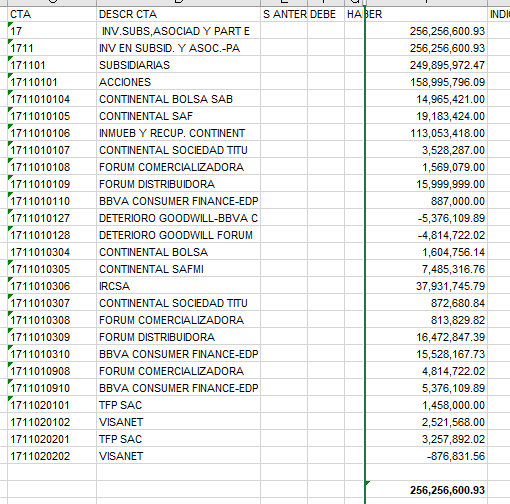 CTA DESCR CTA S ANTER DEBE HABER INDI
17 INV.SUBS,ASOCIAD Y PART E 256,256,600.93
1711 INV EN SUBSID. Y ASOC.-PA 256,256,600.93
171101 SUBSIDIARIAS 249,895,972.47
17110101 ACCIONES 158,995,796.09
1711010104 CONTINENTAL BOLSA SAB 14,965,421.00
1711010105 CONTINENTAL SAF 19,183,424.00
1711010106 INMUEB Y RECUP. CONTINENT 113,053,418.00
1711010107 CONTINENTAL SOCIEDAD TITU 3,528,287.00
1711010108 FORUM COMERCIALIZADORA 1,569,079.00
1711010109 FORUM DISTRIBUIDORA 15,999,999.00
1711010110 BBVA CONSUMER FINANCE-EDP 887,000.00
1711010127 DETERIORO GOODWILL-BBVA C -5,376,109.89
1711010128 DETERIORO GOODWILL FORUM -4,814,722.02
1711010304 CONTINENTAL BOLSA 1,604,756.14
1711010305 CONTINENTAL SAFMI 7,485,316.76
1711010306 IRCSA 37,931,745.79
1711010307 CONTINENTAL SOCIEDAD TITU 872,680.84
1711010308 FORUM COMERCIALIZADORA 813,829.82
1711010309 FORUM DISTRIBUIDORA 16,472,847.39
1711010310 BBVA CONSUMER FINANCE-EDP 15,528,167.73
1711010908 FORUM COMERCIALIZADORA 4,814,722.02
1711010910 BBVA CONSUMER FINANCE-EDP 5,376,109.89
1711020101 TFP SAC 1,458,000.00
1711020102 VISANET 2,521,568.00
1711020201 TFP SAC 3,257,892.02
1711020202 VISANET -876,831.56
256,256,600.93